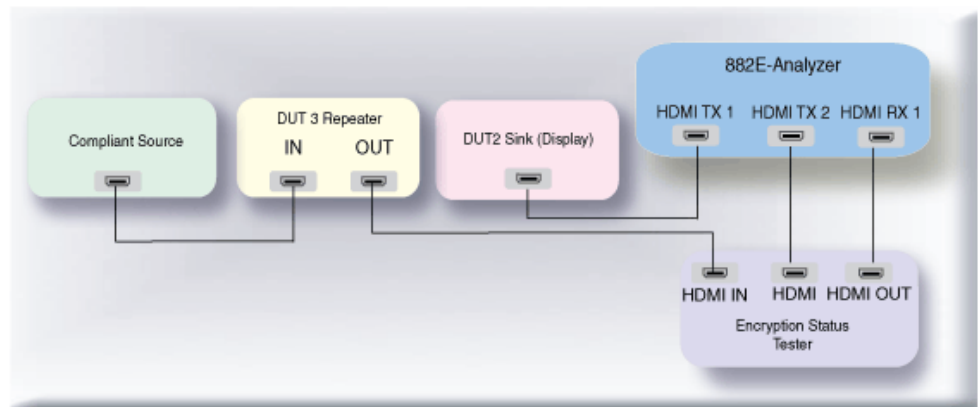 882E-Analyzer
HDMI TX 1 HDMI TX 2 HDMI RX 1
Compliant Source
DUT 3 Repeater
IN OUT
DUT2 Sink (Display)
HDMI IN HDMI HDMI OUT
Encryption Status
Tester